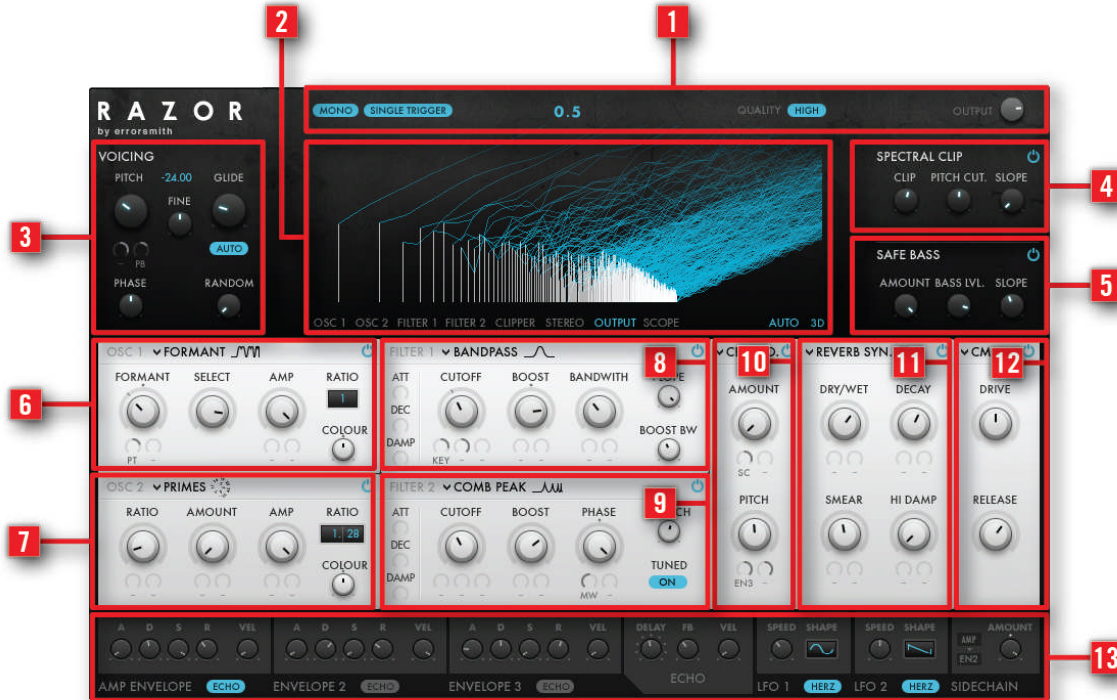 2
1
RAZOR
by errorsmith
MONO SINGLE TRIGGER 0.5 QUALITY HIGH OUTPUT
VOICING
PITCH -24.00 GLIDE
FINE
AUTO
- PB
PHASE RANDOM
3
OSC 1 OSC 2 FILTER 1 FILTER 2 CLIPPER STEREO OUTPUT SCOPE AUTO 3D
SPECTRAL CLIP
CLIP PITCH CUT. SLOPE
4
SAFE BASS
AMOUNT BASS LVL. SLOPE
5
OSC 1 FORMANT
FORMANT SELECT AMP RATIO
1
COLOUR
PT - - -
6
FILTER 1 BANDPASS
8
ATT CUTOFF BOOST BANDWITH
DEC
DAMP
BOOST BW
KEY - - - - - -
10
AMOUNT
SC -
PITCH
EN3 -
REVERB SYN.
11
DRY/WET DECAY
- - - -
SMEAR HI DAMP
- - - -
12
DRIVE
RELEASE
OSC 2 PRIMES
RATIO AMOUNT AMP RATIO
1. 28
COLOUR
- - - - - -
7
FILTER 2 COMB PEAK
9
ATT CUTOFF BOOST PHASE
DEC
DAMP
TUNED
ON
- - - - - MW -
A D S R VEL A D S R VEL A D S R VEL DELAY FB VEL SPEED SHAPE SPEED SHAPE AMOUNT
AMP
EN2
ECHO
AMP ENVELOPE ECHO ENVELOPE 2 ECHO ENVELOPE 3 ECHO LFO 1 HERZ LFO 2 HERZ SIDECHAIN
13